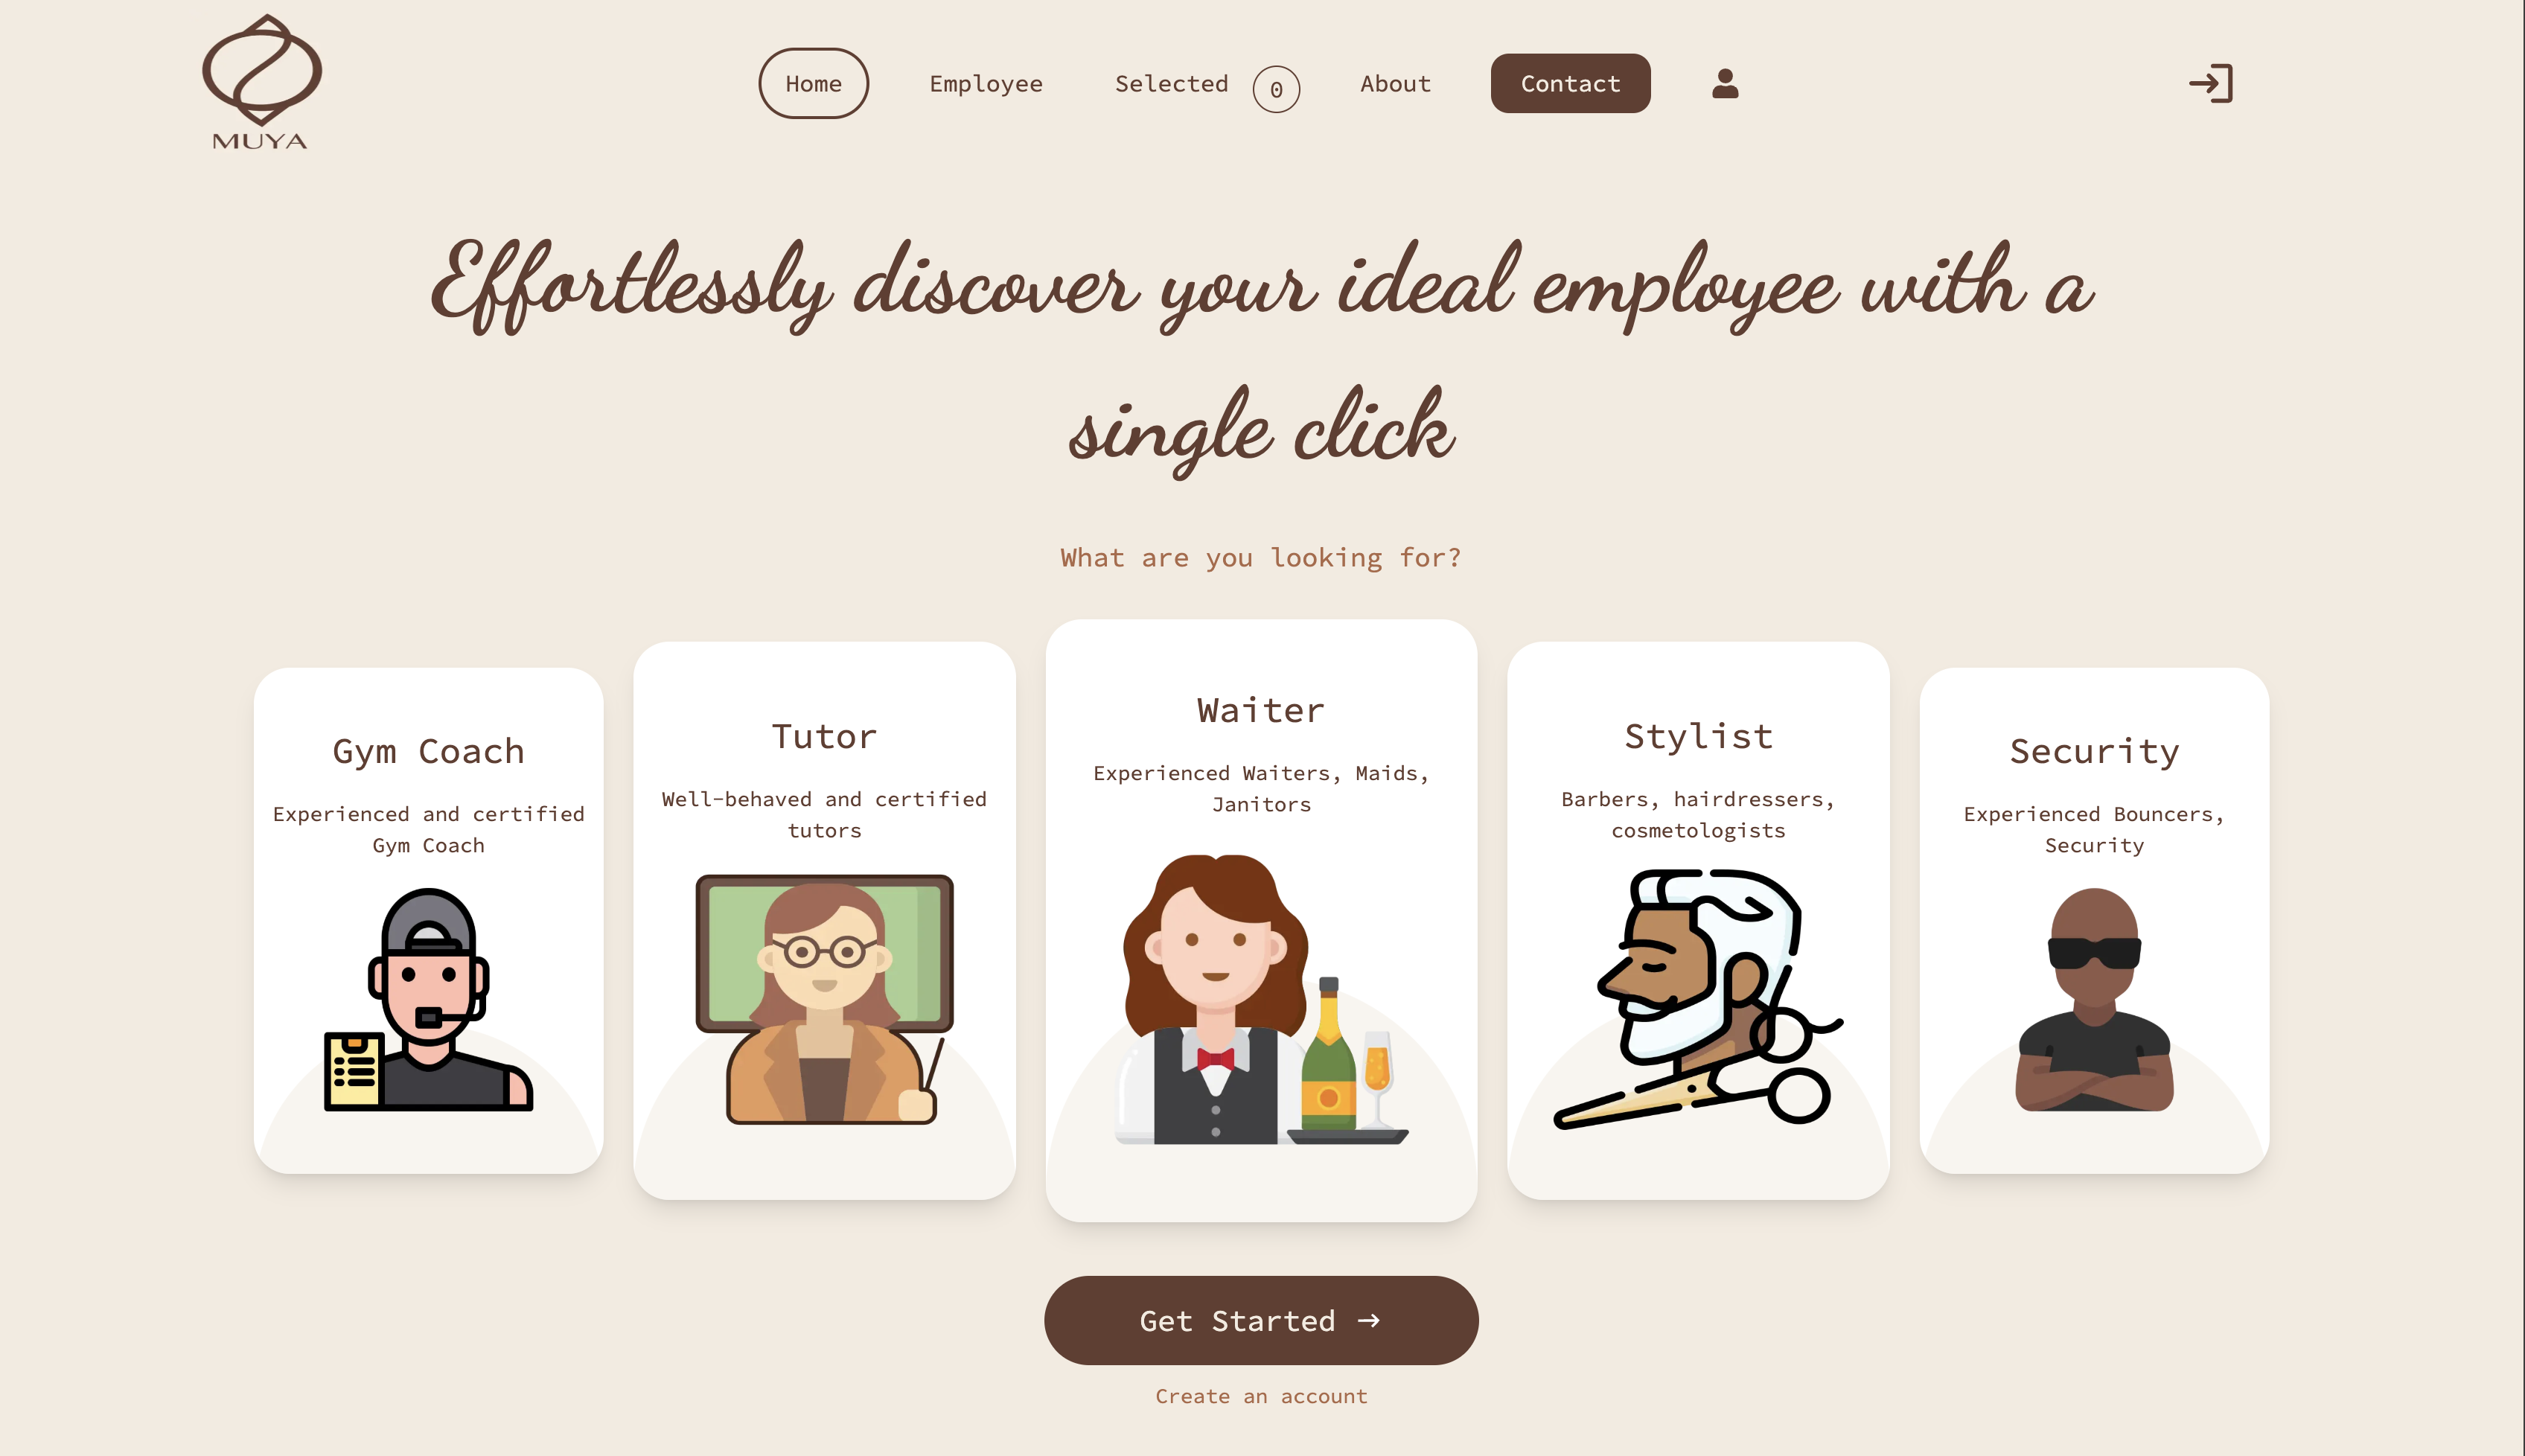 MUYA
Home Employee Selected 0 About Contact
Effortlessly discover your ideal employee with a
single click
What are you looking for?
Gym Coach
Experienced and certified
Gym Coach
Tutor
Well-behaved and certified
tutors
Waiter
Experienced Waiters, Maids,
Janitors
Stylist
Barbers, hairdressers,
cosmetologists
Security
Experienced Bouncers,
Security
Get Started →
Create an account